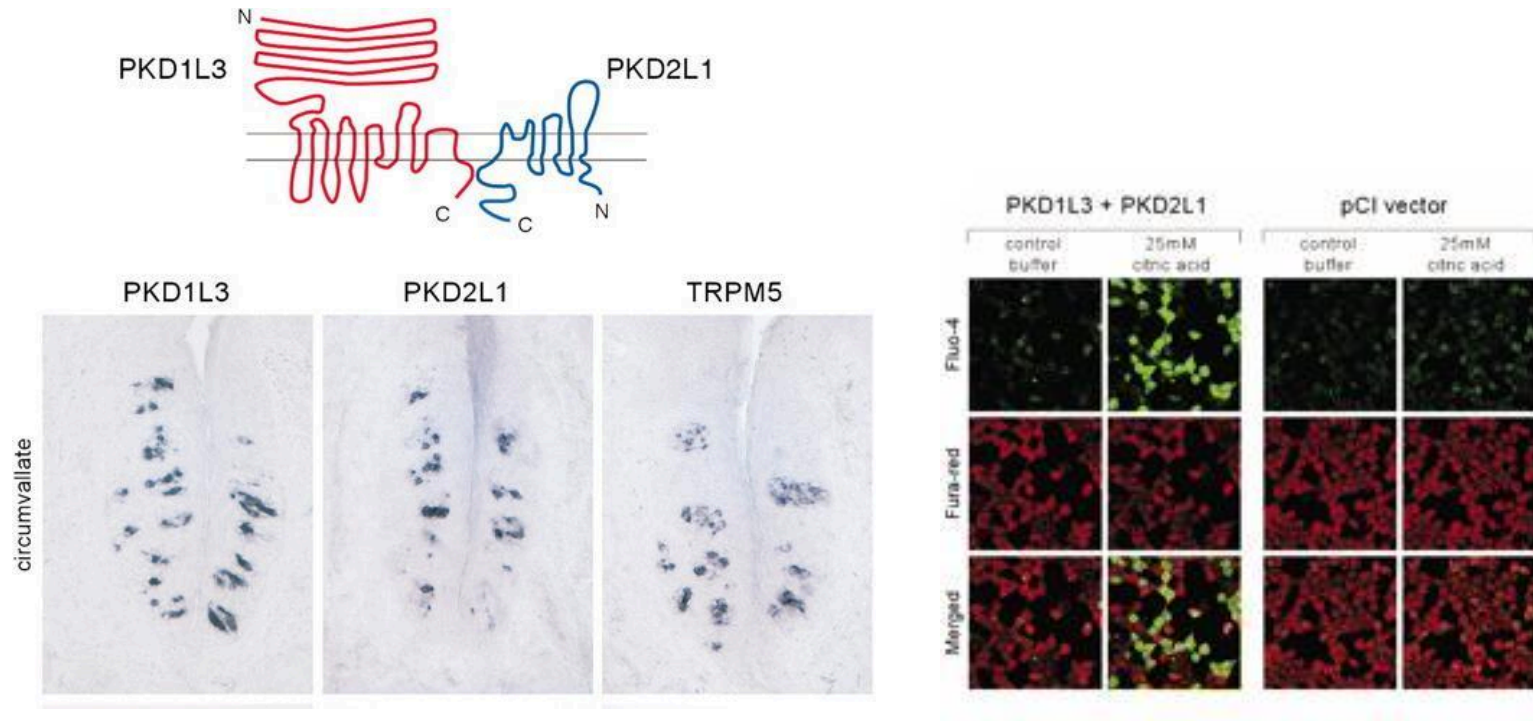 N
PKD1L3
PKD2L1
C
C
N
PKD1L3
PKD2L1
TRPM5
circumvallate
PKD1L3 + PKD2L1
pCI vector
control
buffer
25mM
citric acid
control
buffer
25mM
citric acid
Fluo-4
Fura-red
Merged